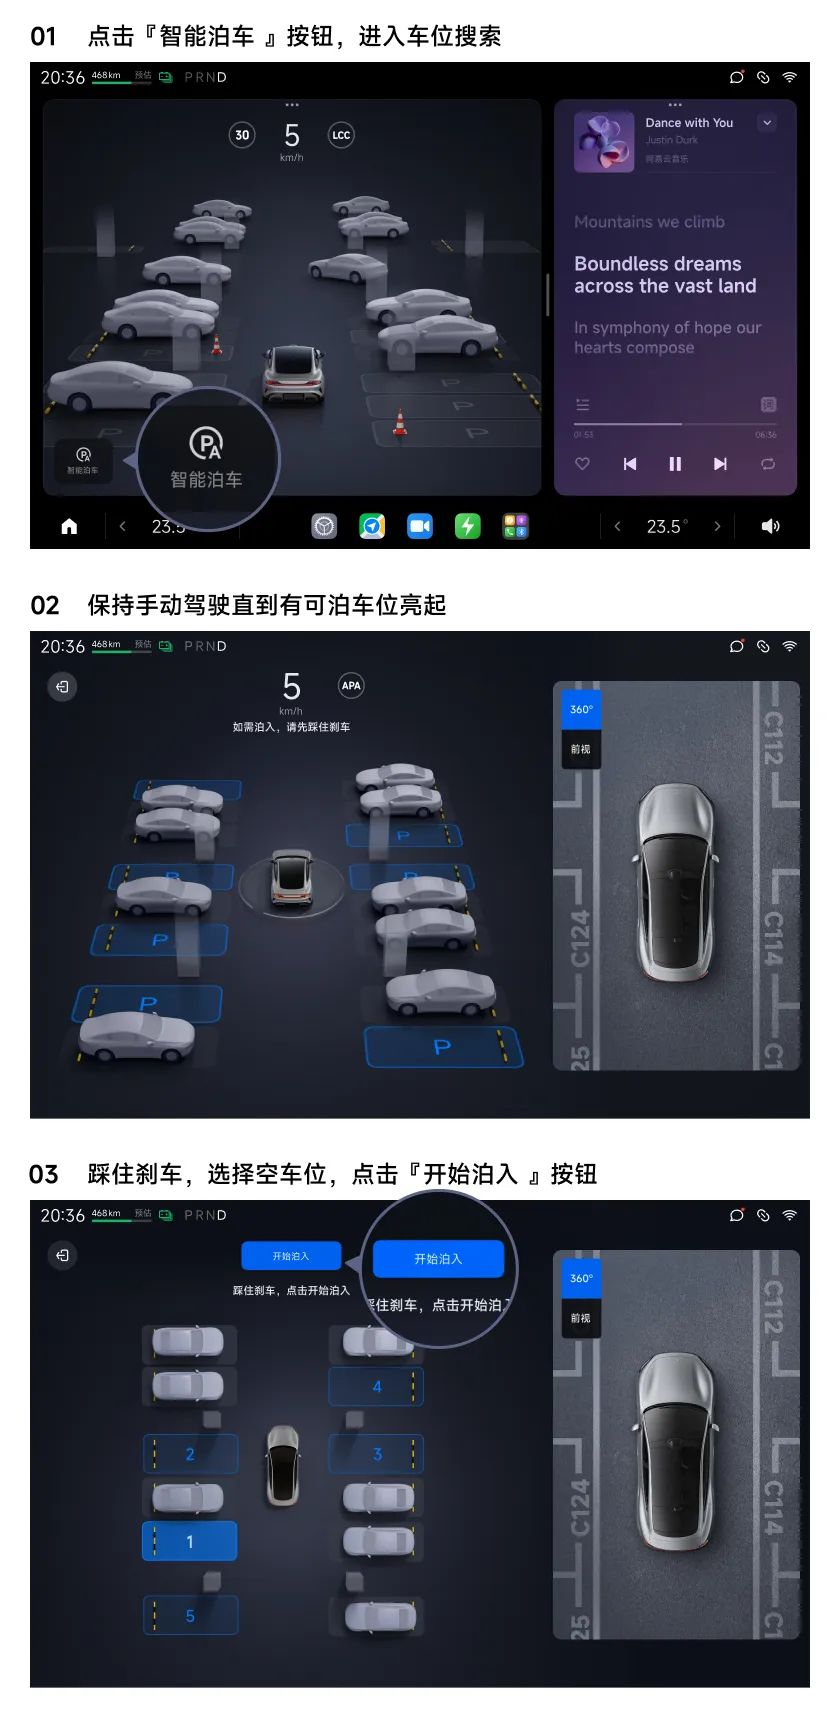 01 点击『智能泊车 』按钮，进入车位搜索
20:36 468km 预估 PRND
30 5 LCC
km/h
Dance with You
Justin Durk
网易云音乐
Mountains we climb
Boundless dreams
across the vast land
In symphony of hope our
hearts compose
词
01:53 06:36
P
P
P
P
智能泊车
智能泊车
23.5
23.5°
02 保持手动驾驶直到有可泊车位亮起
20:36 468km 预估 PRND
5 APA
km/h
如需泊入，请先踩住刹车
360°
前视
C112
C124
C114
25
C1
P
P
P
P
P
P
03 踩住刹车，选择空车位，点击『开始泊入 』按钮
20:36 468km 预估 PRND
开始泊入
踩住刹车，点击开始泊入
开始泊入
住刹车，点击开始泊
360°
前视
C112
C124
C114
25
C1
4
2
3
1
5